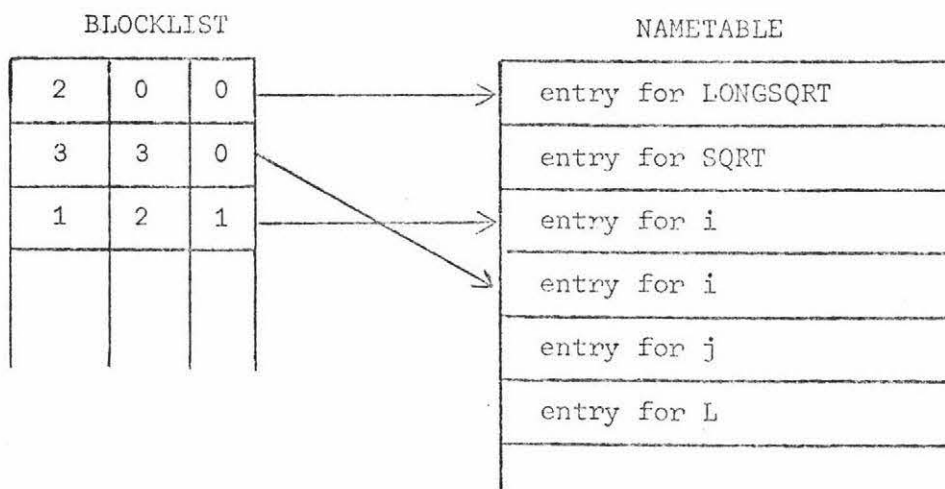 BLOCKLIST NAMETABLE
2 0 0 entry for LONGSQRT
3 3 0 entry for SQRT
1 2 1 entry for i
entry for i
entry for j
entry for L